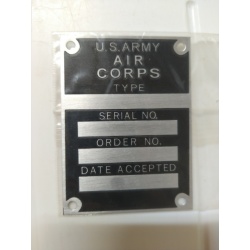 U.S. ARMY
AIR
CORPS
TYPE
SERIAL NO.
ORDER NO.
DATE ACCEPTED